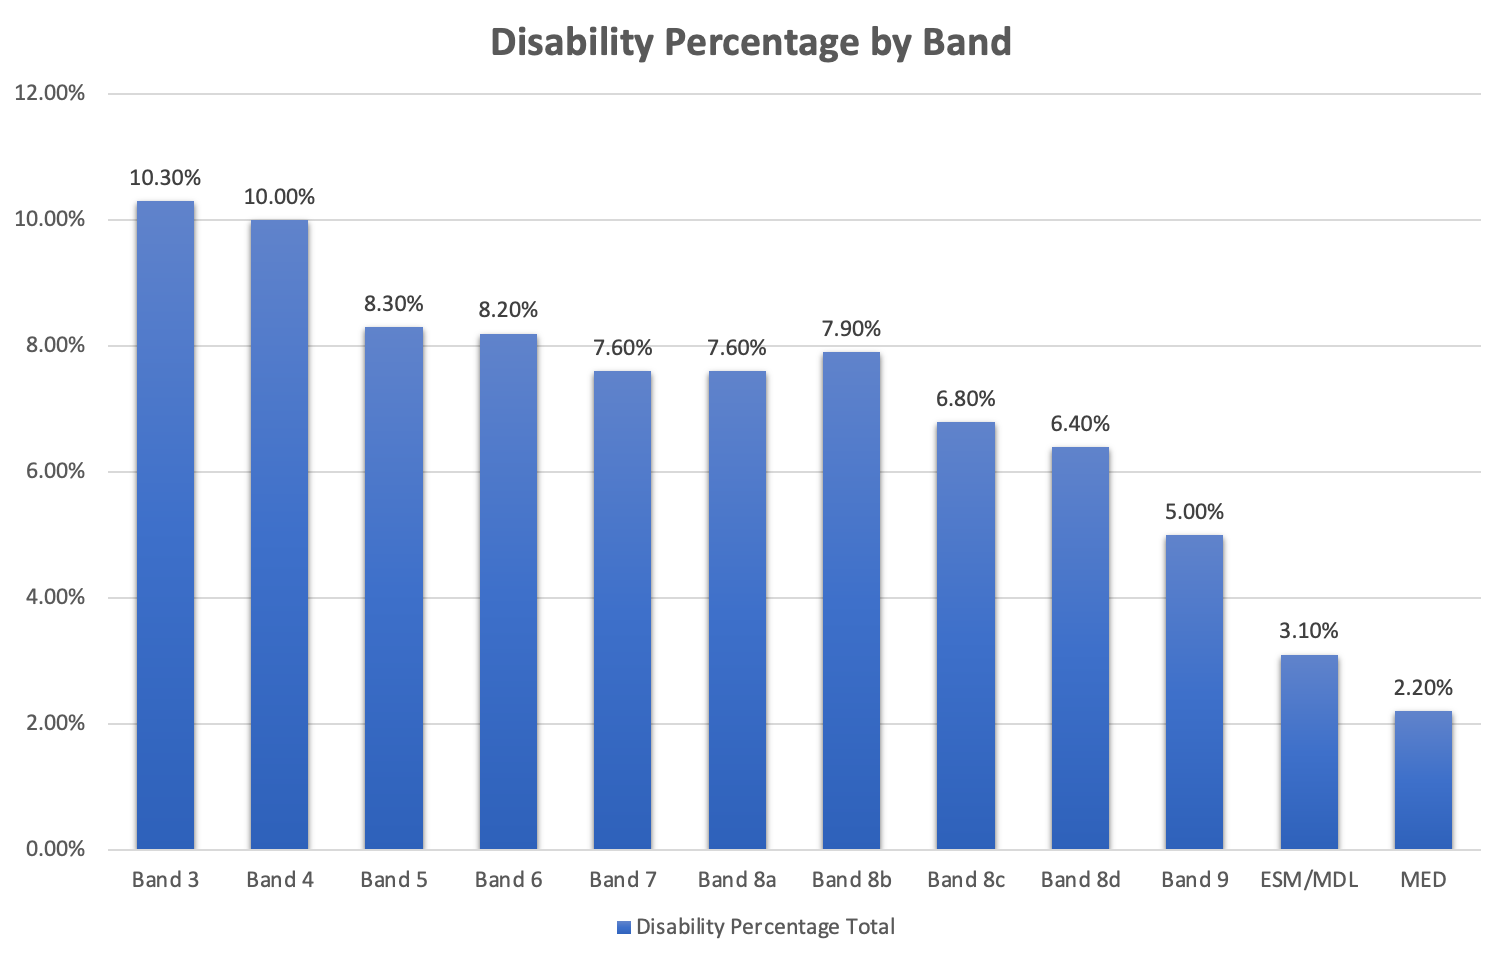 Disability Percentage by Band
12.00%
10.00%
8.00%
6.00%
4.00%
2.00%
0.00%
10.30%
10.00%
8.30%
8.20%
7.60%
7.60%
7.90%
6.80%
6.40%
5.00%
3.10%
2.20%
Band 3
Band 4
Band 5
Band 6
Band 7
Band 8a
Band 8b
Band 8c
Band 8d
Band 9
ESM/MDL
MED
Disability Percentage Total